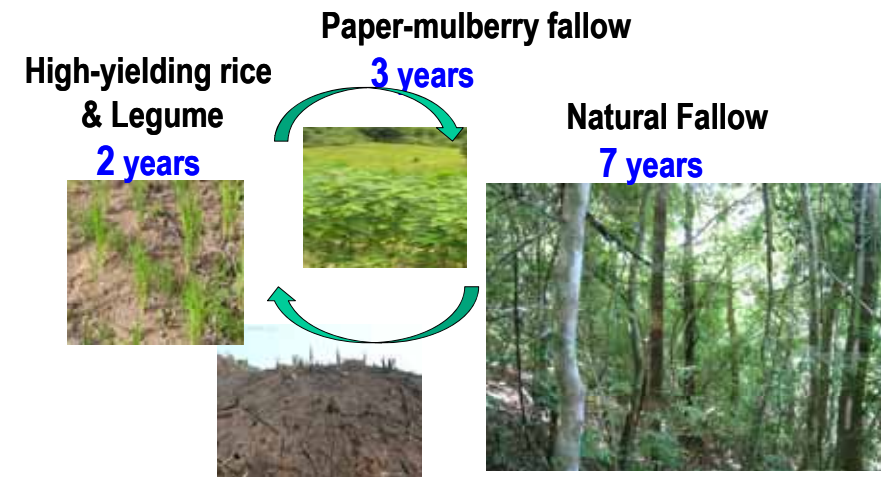 Paper-mulberry fallow
3 years
High-yielding rice
& Legume
2 years
Natural Fallow
7 years